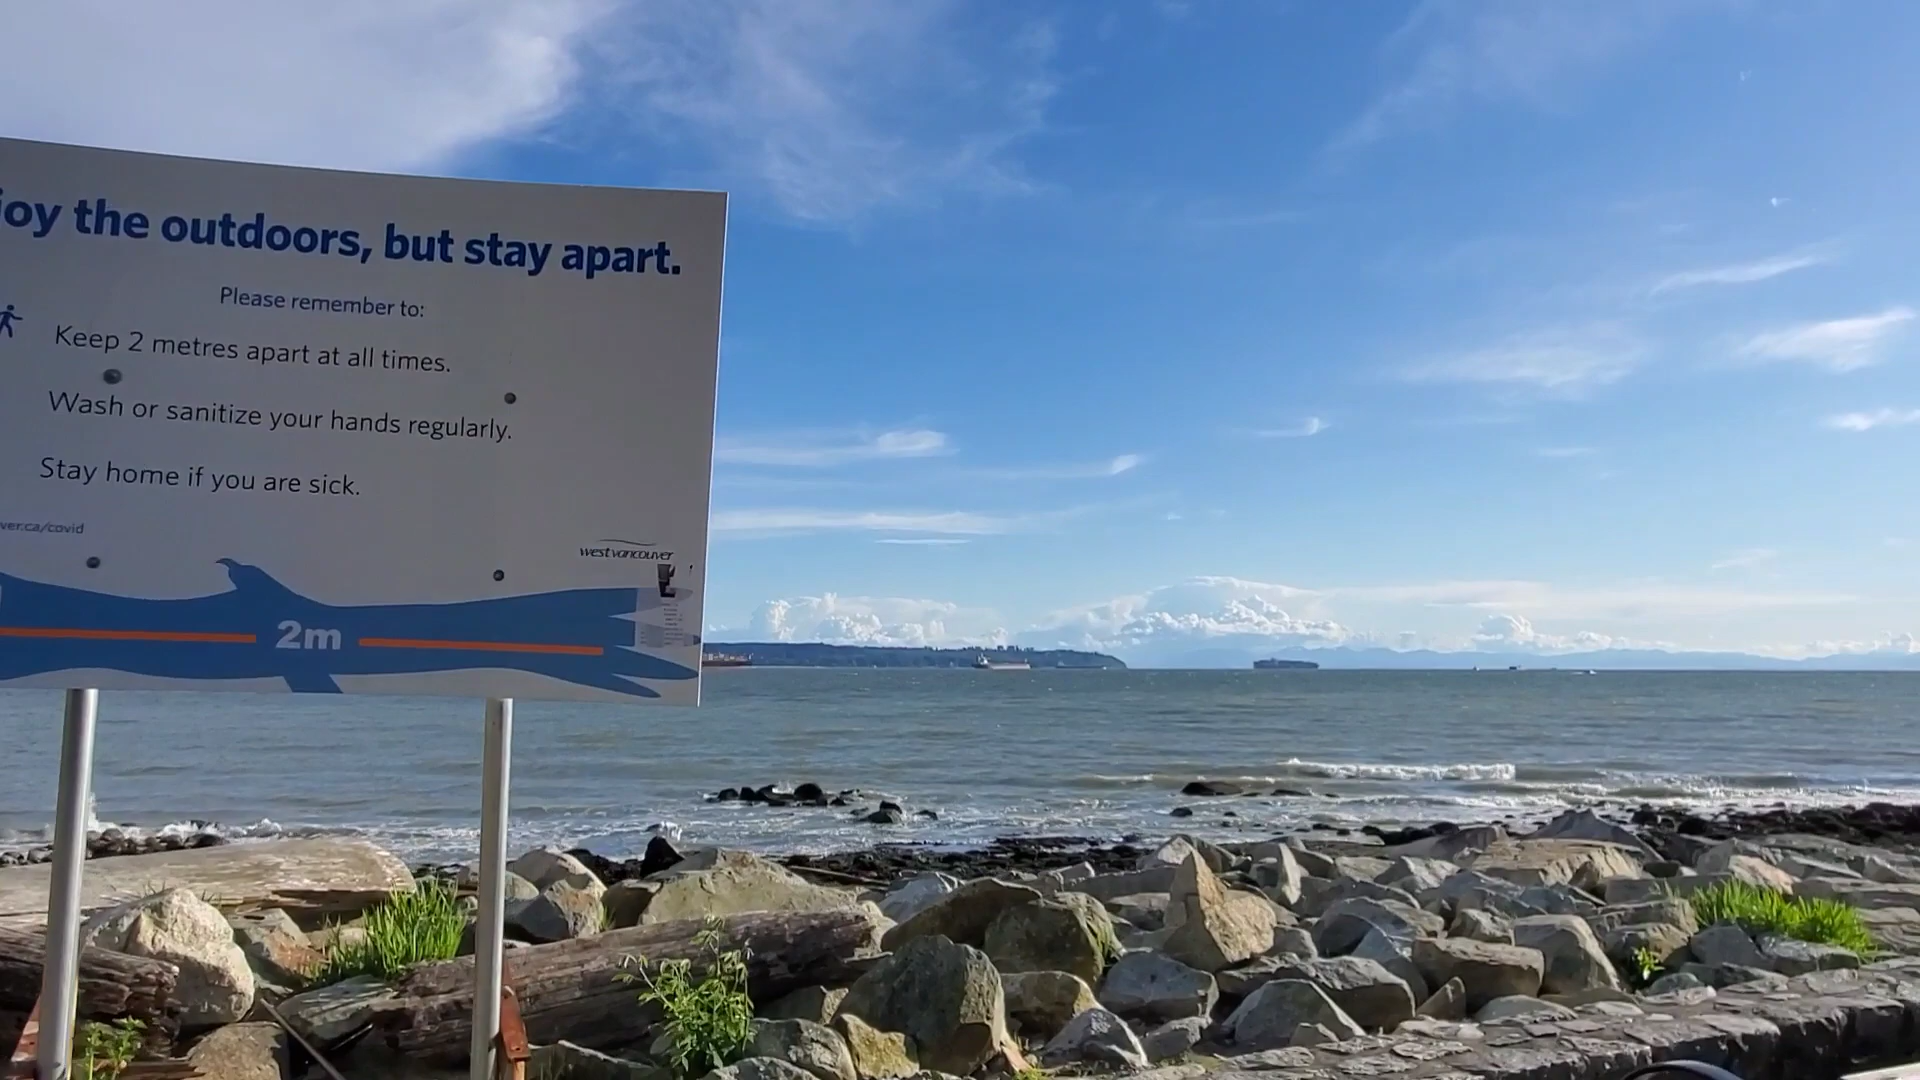 joy the outdoors, but stay apart.
Please remember to:
Keep 2 metres apart at all times.
Wash or sanitize your hands regularly.
Stay home if you are sick.
ver.ca/covid
westvancouver
2m